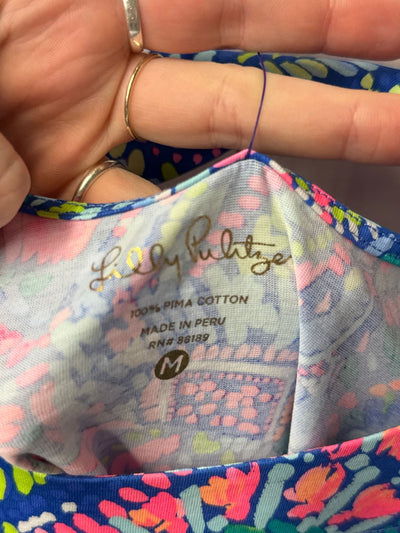 Lilly Pulitzer
100% PIMA COTTON
MADE IN PERU
RN# 88189
M